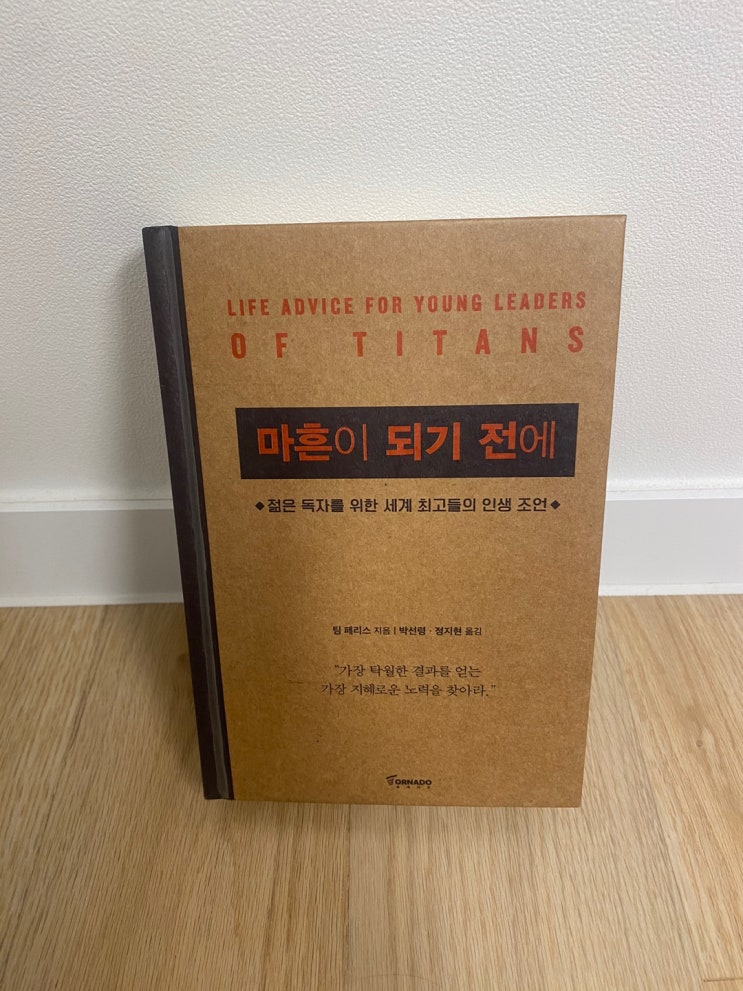 LIFE ADVICE FOR YOUNG LEADERS
OF TITANS
마흔이 되기 전에
◆젊은 독자를 위한 세계 최고들의 인생 조언◆
팀 페리스 지음 | 박선령 · 정지현 옮김
"가장 탁월한 결과를 얻는
가장 지혜로운 노력을 찾아라."
TORNADO